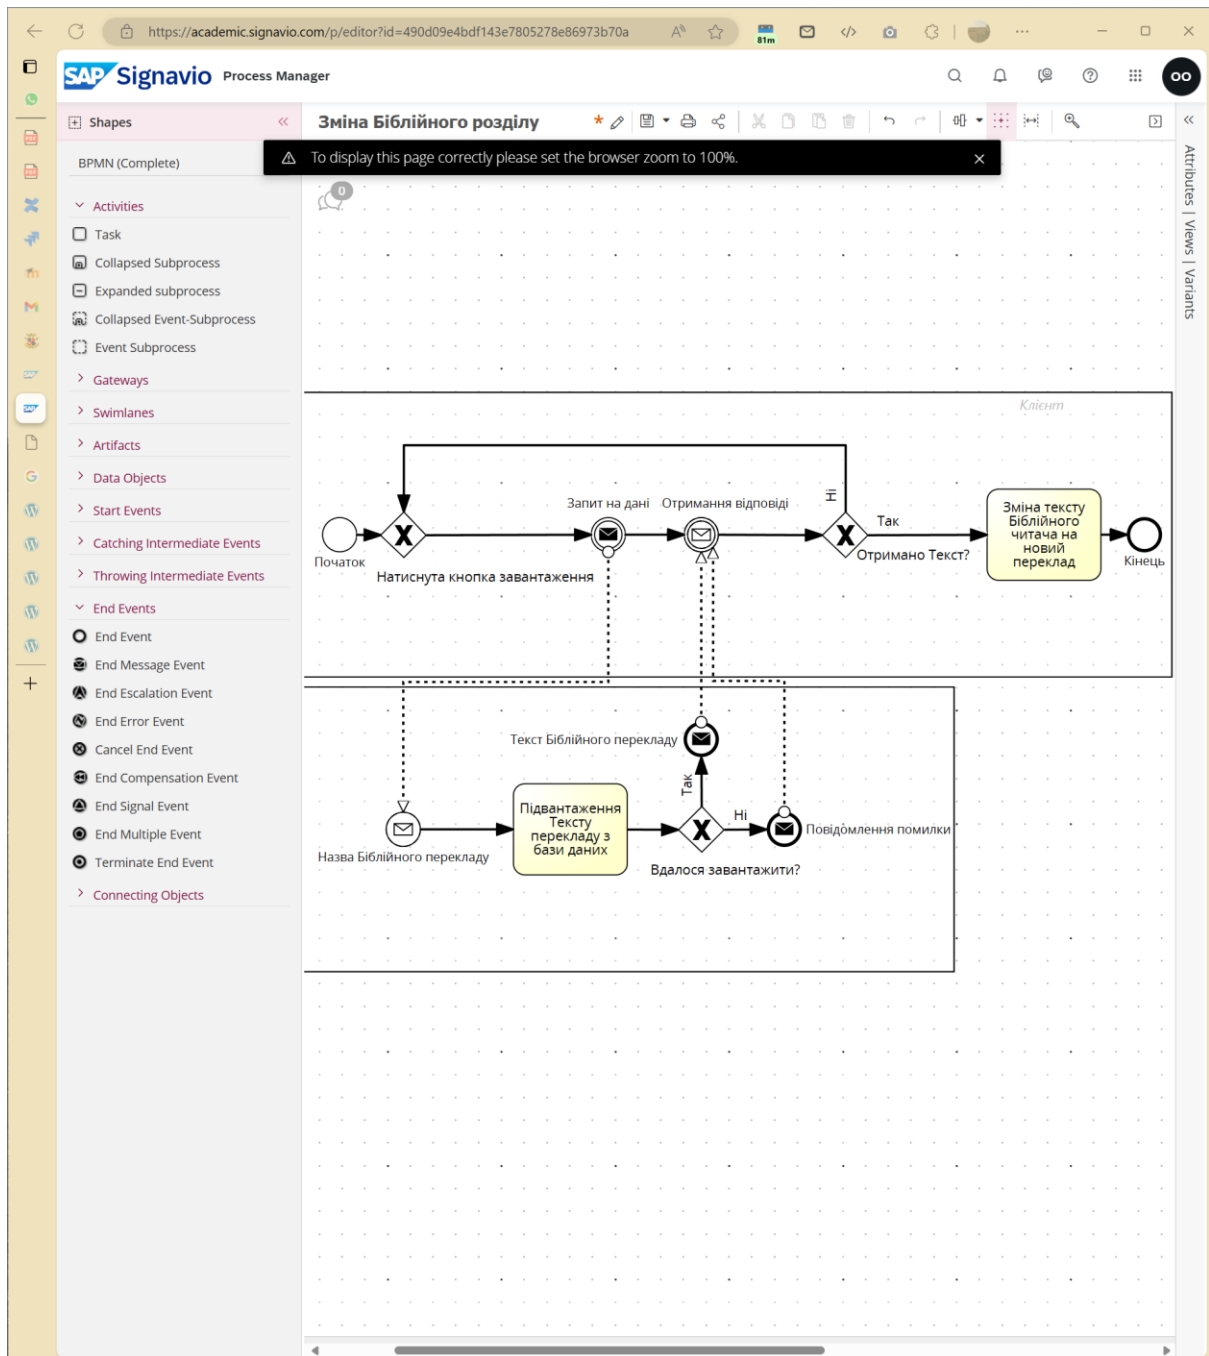 https://academic.signavio.com/p/editor?id=490d09e4bdf143e7805278e86973b70a
81m
SAP Signavio Process Manager
OO
Shapes
Зміна Біблійного розділу
BPMN (Complete)
To display this page correctly please set the browser zoom to 100%.
0
Attributes | Views | Variants
Activities
Task
Collapsed Subprocess
Expanded subprocess
Collapsed Event-Subprocess
Event Subprocess
Gateways
Swimlanes
Artifacts
Data Objects
Start Events
Catching Intermediate Events
Throwing Intermediate Events
End Events
End Event
End Message Event
End Escalation Event
End Error Event
Cancel End Event
End Compensation Event
End Signal Event
End Multiple Event
Terminate End Event
Connecting Objects
Клієнт
Початок
Натиснута кнопка завантаження
Запит на дані
Отримання відповіді
Ні
Так
Отримано Текст?
Зміна тексту
Біблійного
читача на
новий
переклад
Кінець
Текст Біблійного перекладу
Так
Підвантаження
Тексту
перекладу з
бази даних
Ні
Повідомлення помилки
Назва Біблійного перекладу
Вдалося завантажити?